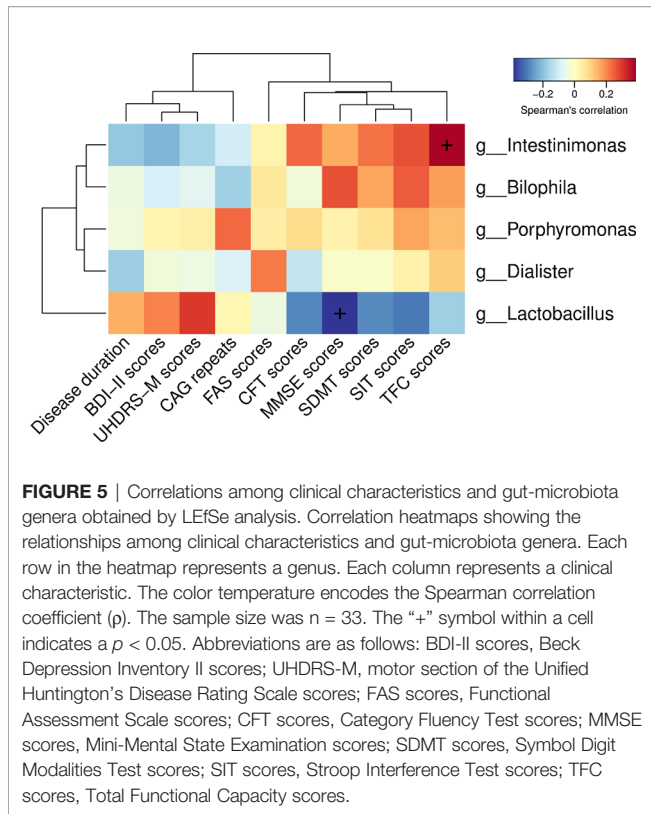 −0.2 0 0.2
Spearman's correlation
+ g__Intestinimonas
g__Bilophila
g__Porphyromonas
g__Dialister
+ g__Lactobacillus
Disease duration
BDI−II scores
UHDRS−M scores
CAG repeats
FAS scores
CFT scores
MMSE scores
SDMT scores
SIT scores
TFC scores
FIGURE 5 | Correlations among clinical characteristics and gut-microbiota
genera obtained by LEfSe analysis. Correlation heatmaps showing the
relationships among clinical characteristics and gut-microbiota genera. Each
row in the heatmap represents a genus. Each column represents a clinical
characteristic. The color temperature encodes the Spearman correlation
coefficient (ρ). The sample size was n = 33. The “+” symbol within a cell
indicates a p < 0.05. Abbreviations are as follows: BDI-II scores, Beck
Depression Inventory II scores; UHDRS-M, motor section of the Unified
Huntington’s Disease Rating Scale scores; FAS scores, Functional
Assessment Scale scores; CFT scores, Category Fluency Test scores; MMSE
scores, Mini-Mental State Examination scores; SDMT scores, Symbol Digit
Modalities Test scores; SIT scores, Stroop Interference Test scores; TFC
scores, Total Functional Capacity scores.